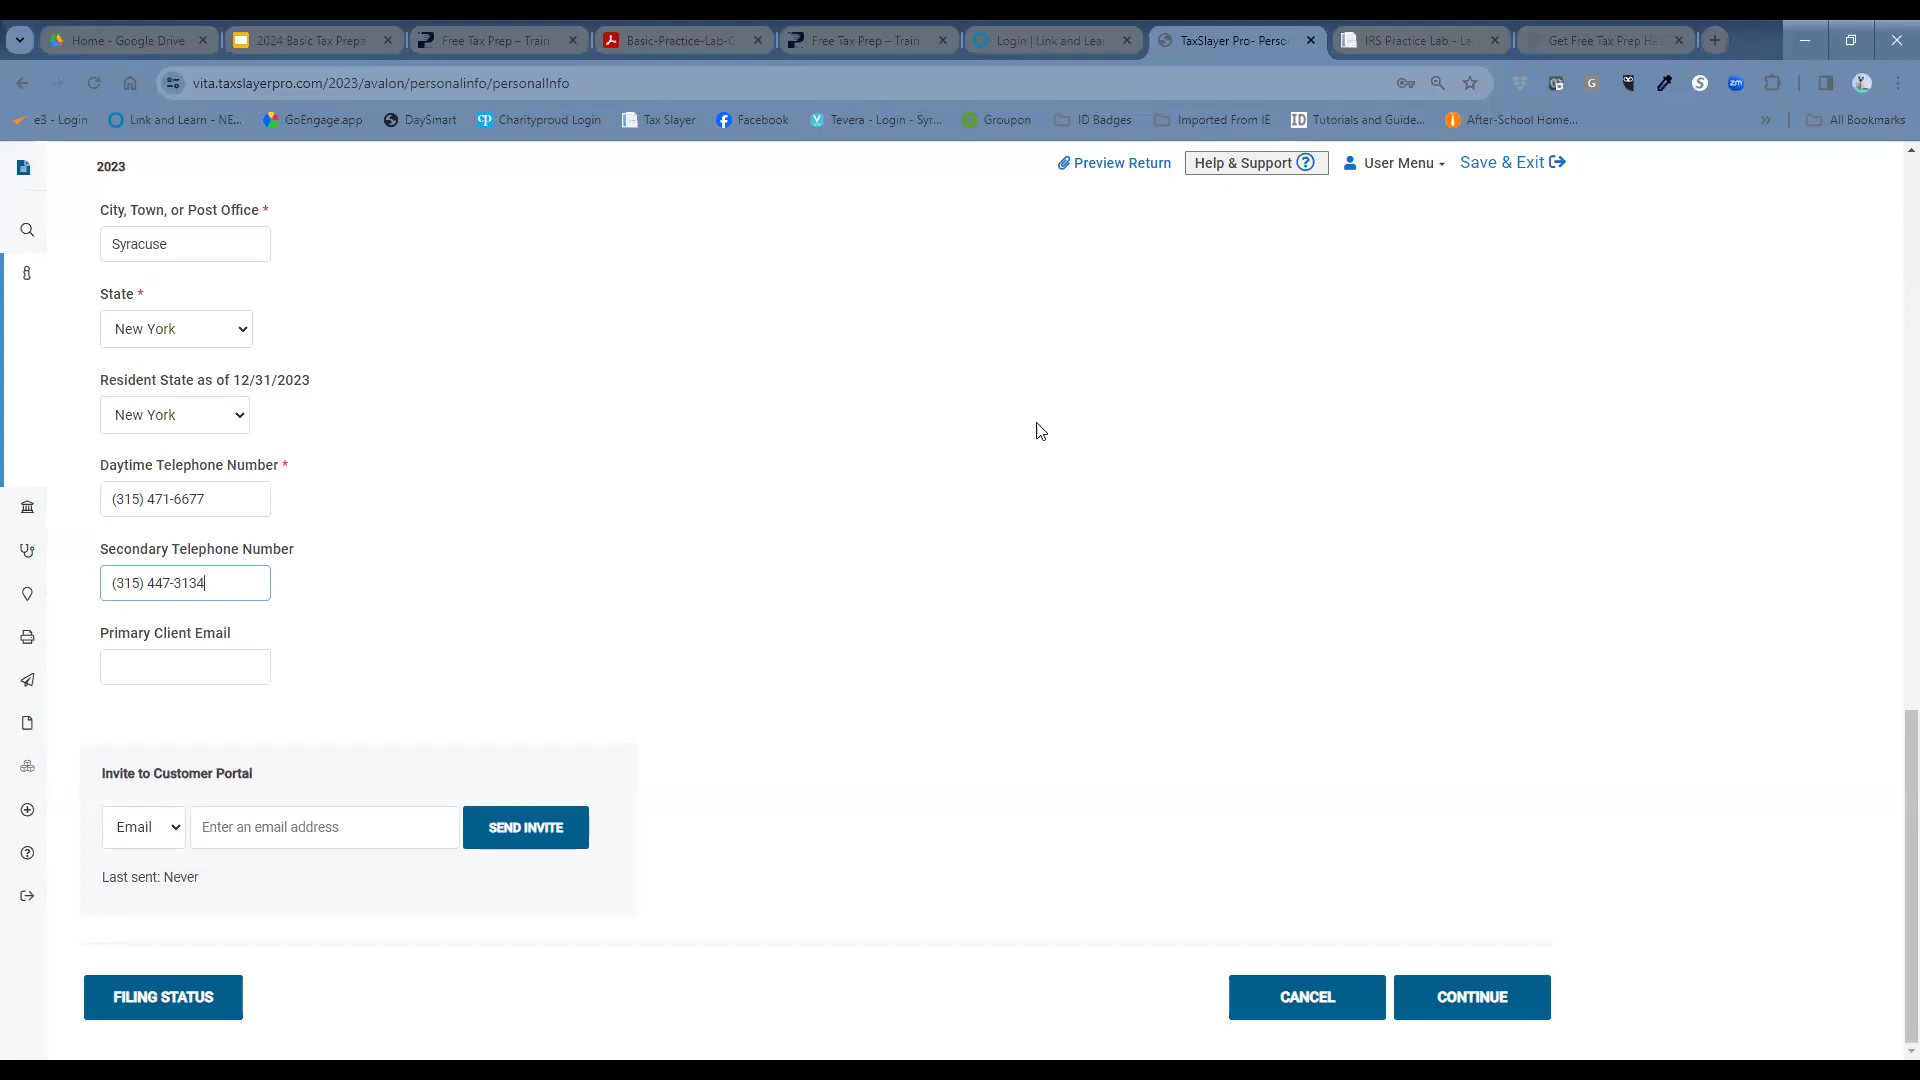 Home - Google Drive
2024 Basic Tax Prepa
Free Tax Prep – Train
Basic-Practice-Lab-C
Free Tax Prep – Train
Login | Link and Lea
TaxSlayer Pro- Perso
IRS Practice Lab - La
Get Free Tax Prep He
vita.taxslayerpro.com/2023/avalon/personalinfo/personalInfo
e3 - Login
Link and Learn - NE...
GoEngage.app
DaySmart
Charityproud Login
Tax Slayer
Facebook
Tevera - Login - Syr...
Groupon
ID Badges
Imported From IE
Tutorials and Guide...
After-School Home...
All Bookmarks
2023
Preview Return
Help & Support
User Menu
Save & Exit
City, Town, or Post Office *
Syracuse
State *
New York
Resident State as of 12/31/2023
New York
Daytime Telephone Number *
(315) 471-6677
Secondary Telephone Number
(315) 447-3134
Primary Client Email
Invite to Customer Portal
Email
Enter an email address
SEND INVITE
Last sent: Never
FILING STATUS
CANCEL
CONTINUE